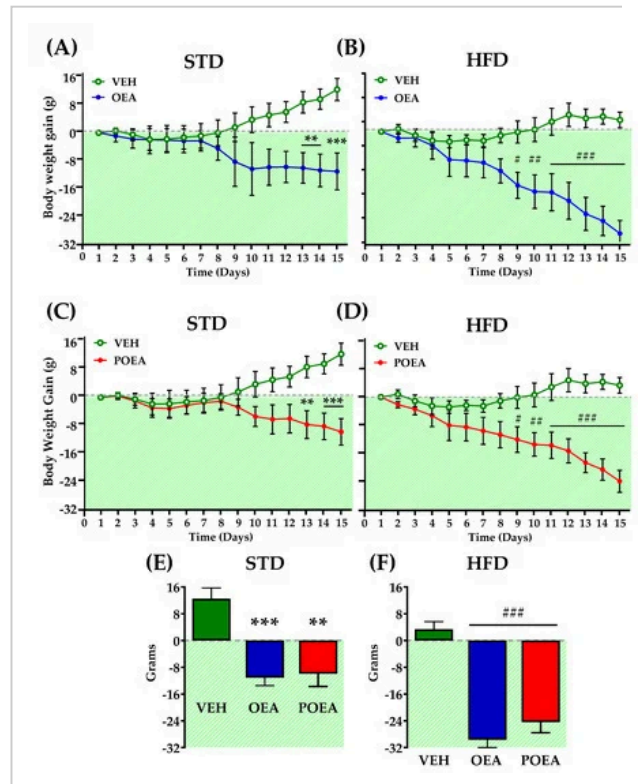 (A) STD
(B) HFD
Body weight gain (g)
16
8
0
-8
-16
-24
-32
VEH
OEA
**
***
0 1 2 3 4 5 6 7 8 9 10 11 12 13 14 15
Time (Days)
VEH
OEA
#
##
###
0 1 2 3 4 5 6 7 8 9 10 11 12 13 14 15
Time (Days)
(C) STD
(D) HFD
Body Weight Gain (g)
16
8
0
-8
-16
-24
-32
VEH
POEA
**
***
0 1 2 3 4 5 6 7 8 9 10 11 12 13 14 15
Time (Days)
VEH
POEA
#
##
###
0 1 2 3 4 5 6 7 8 9 10 11 12 13 14 15
Time (Days)
(E) STD
(F) HFD
Grams
16
8
0
-8
-16
-24
-32
***
**
VEH OEA POEA
16
8
0
-8
-16
-24
-32
###
VEH OEA POEA